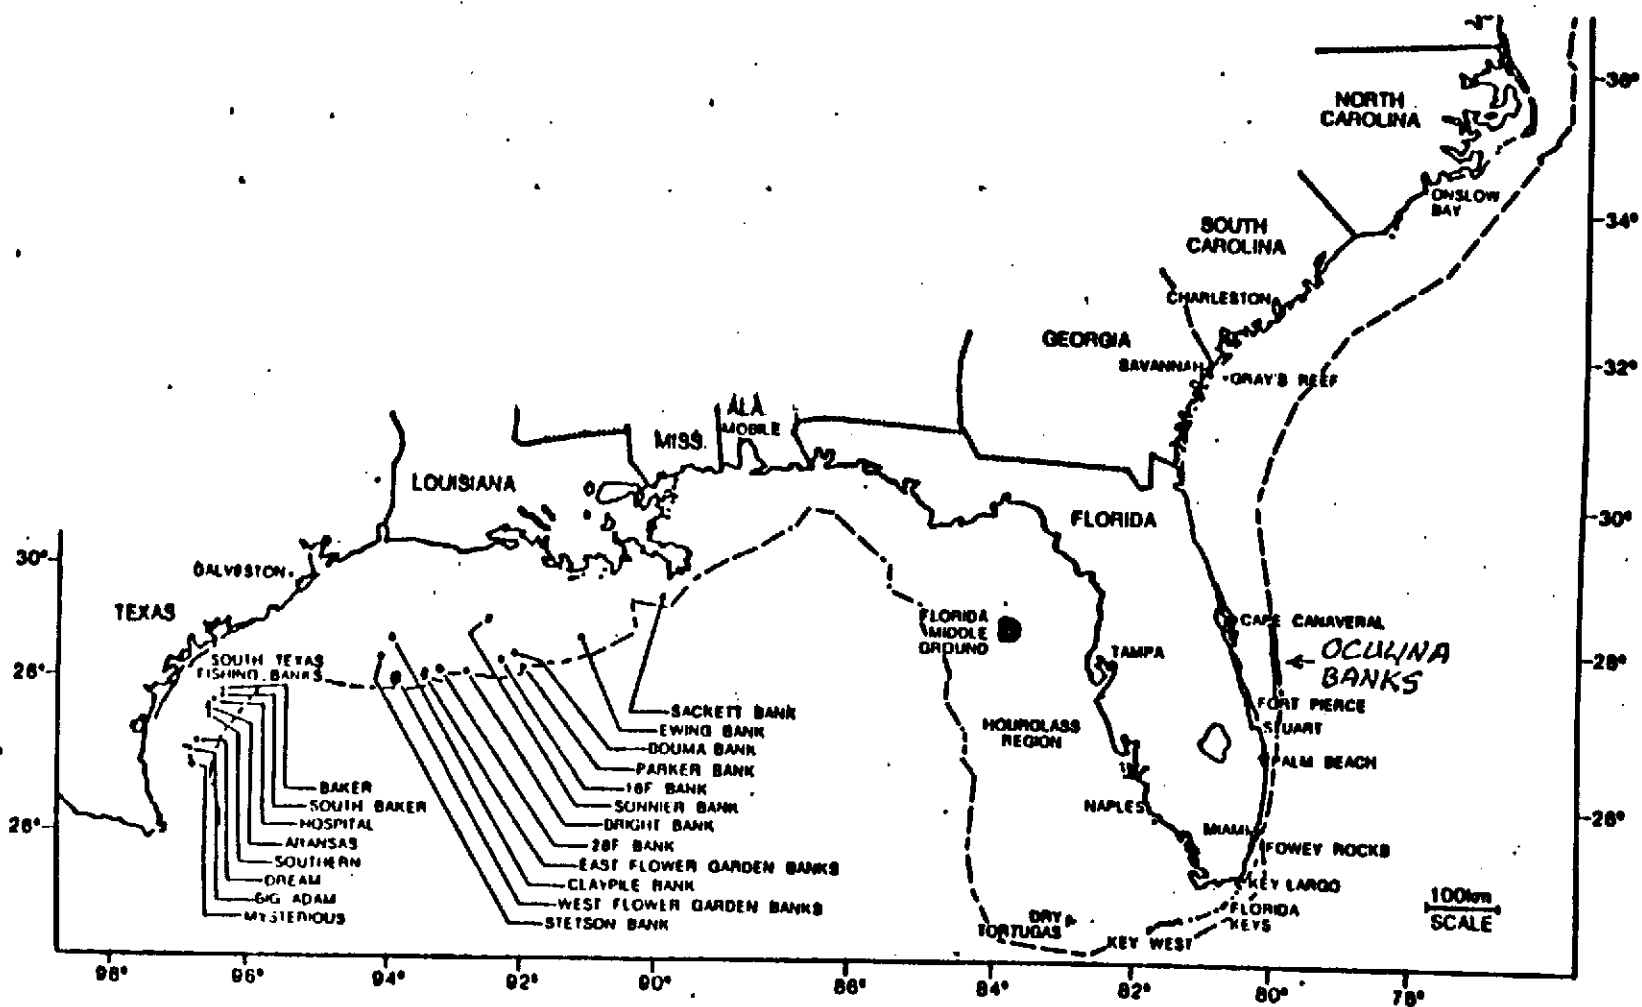 36°
NORTH
CAROLINA
ONSLOW
BAY
34°
SOUTH
CAROLINA
CHARLESTON
GEORGIA
SAVANNAH
GRAY'S REEF
32°
ALA
MOBILE
MISS.
LOUISIANA
FLORIDA
30°
30°
GALVESTON
TEXAS
CAPE CANAVERAL
FLORIDA
MIDDLE
GROUND
TAMPA
OCULINA
BANKS
28°
28°
SOUTH TEXAS
FISHING BANKS
FORT PIERCE
STUART
PALM BEACH
HOURGLASS
REGION
SACKETT BANK
EWING BANK
BOUMA BANK
PARKER BANK
18F BANK
SONNIER BANK
BRIGHT BANK
28F BANK
EAST FLOWER GARDEN BANKS
CLAYPILE BANK
WEST FLOWER GARDEN BANKS
STETSON BANK
BAKER
SOUTH BAKER
HOSPITAL
ARANSAS
SOUTHERN
DREAM
BIG ADAM
MYSTERIOUS
26°
26°
NAPLES
MIAMI
FOWEY ROCKS
KEY LARGO
FLORIDA
KEYS
DRY
TORTUGAS
KEY WEST
100km
SCALE
98°
96°
94°
92°
90°
86°
84°
82°
80°
78°